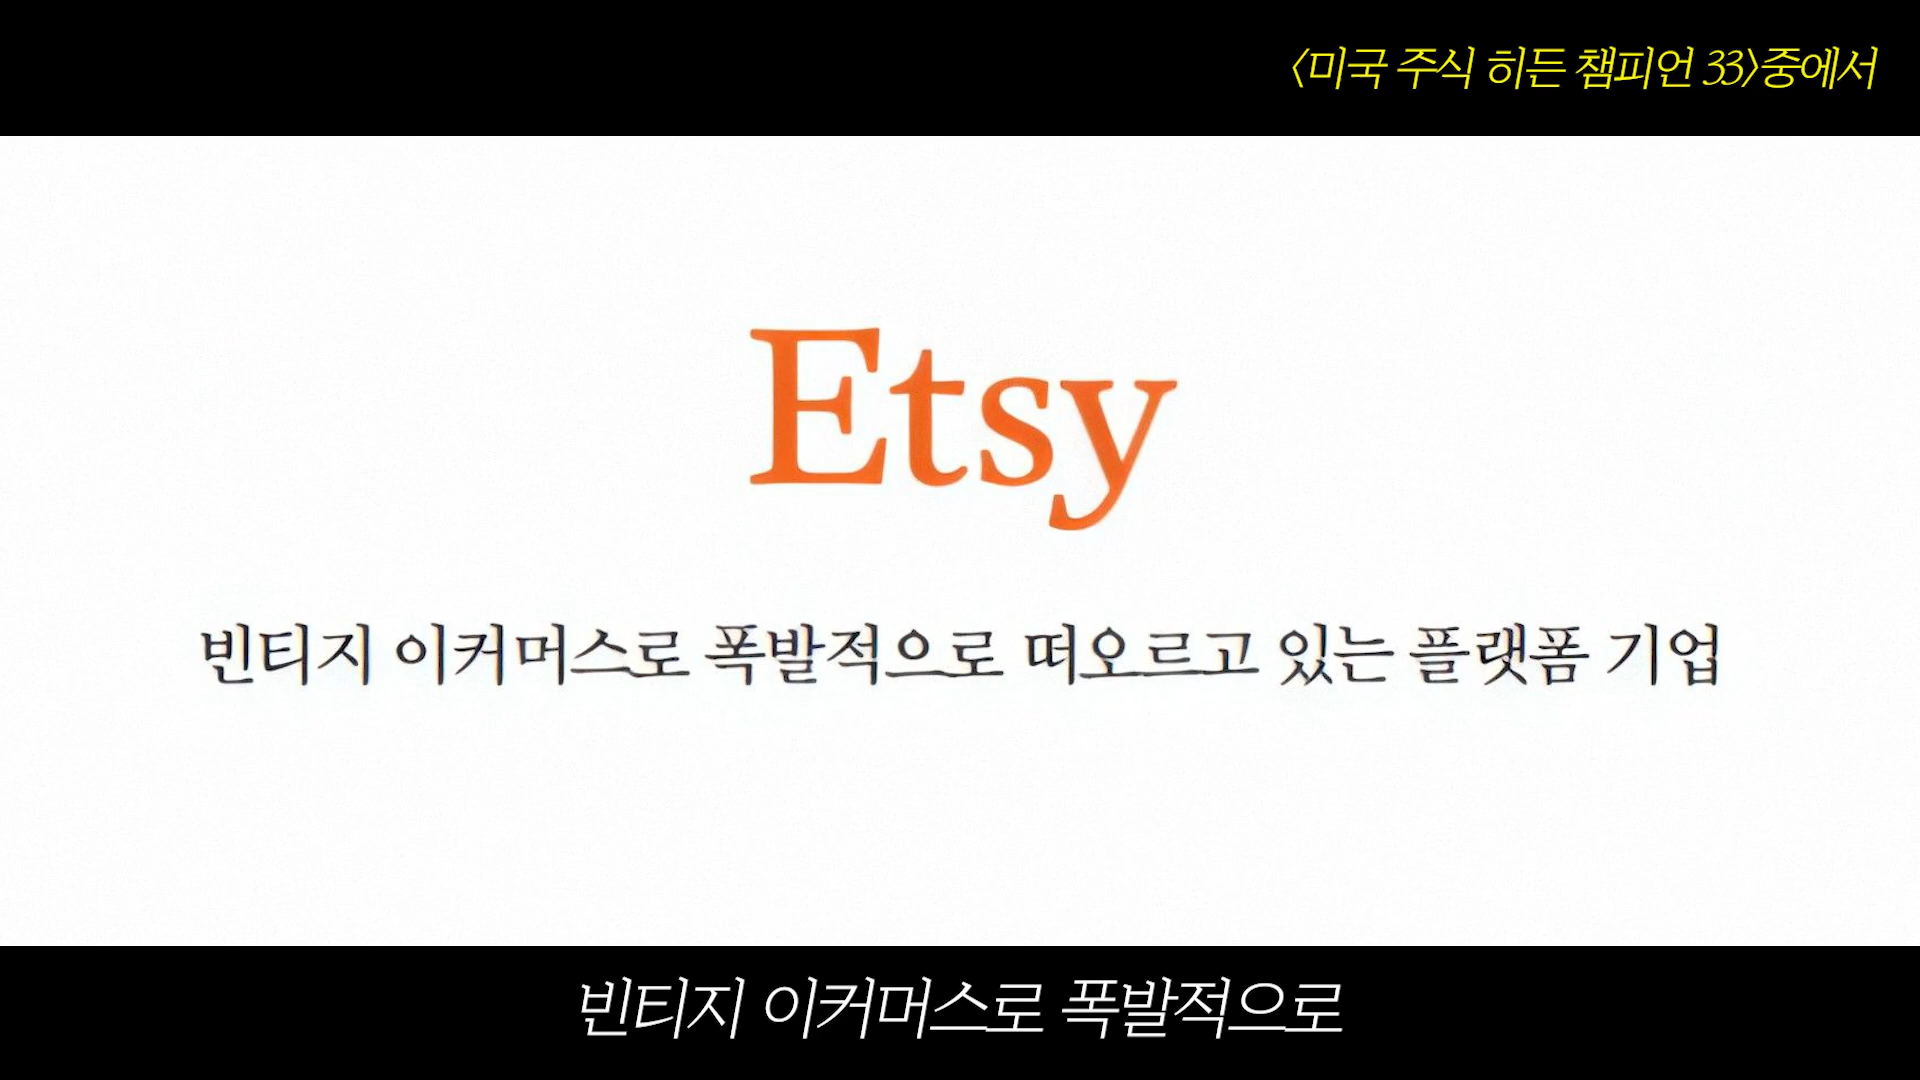 <미국 주식 히든 챔피언 33>중에서
Etsy
빈티지 이커머스로 폭발적으로 떠오르고 있는 플랫폼 기업
빈티지 이커머스로 폭발적으로